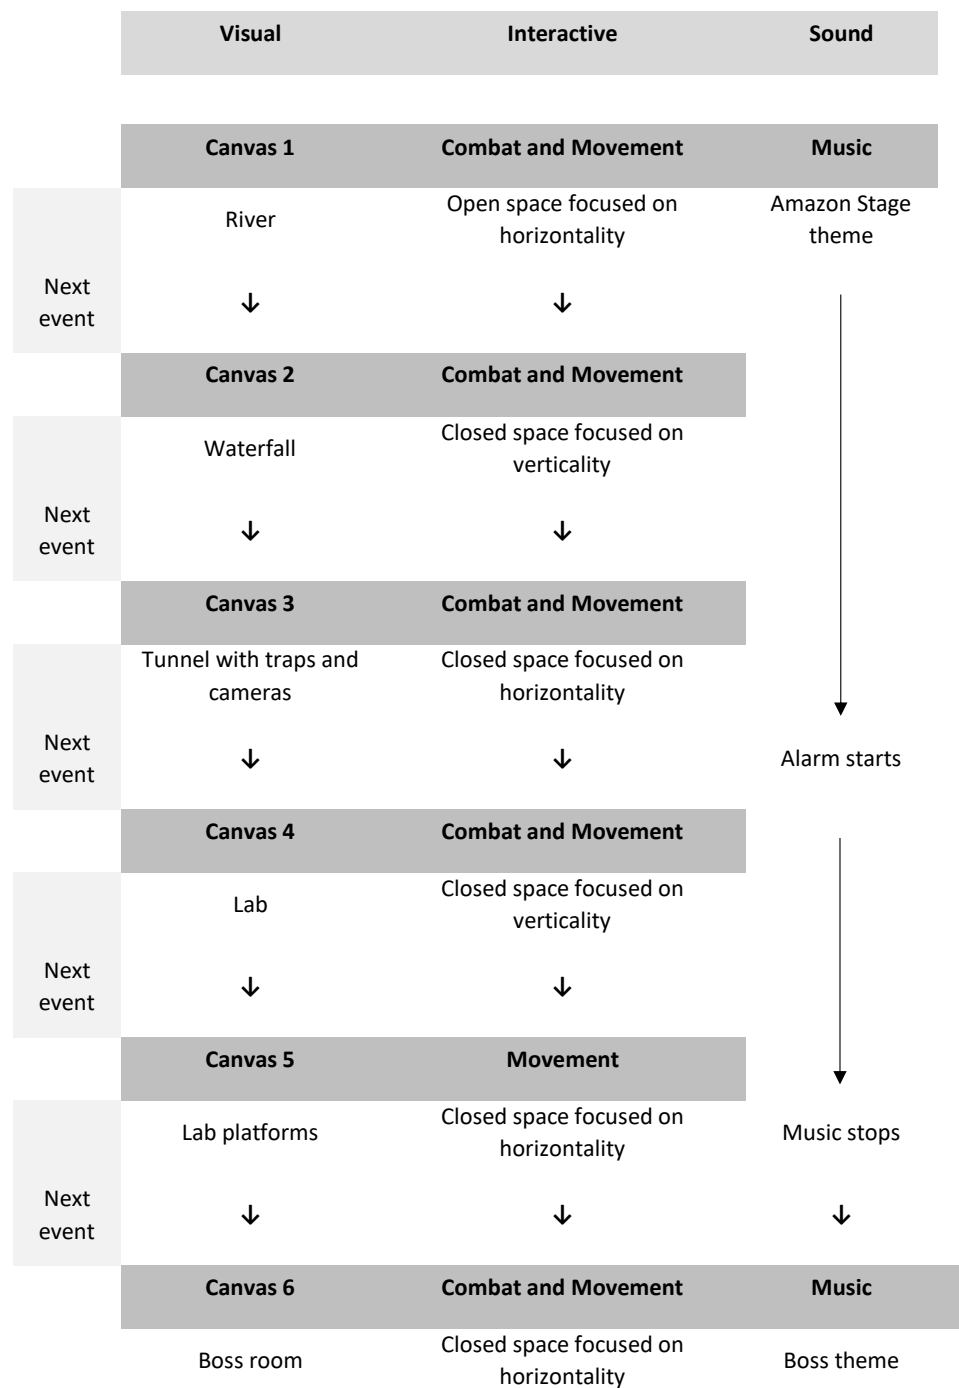 Visual Interactive Sound
Canvas 1 Combat and Movement Music
River
Open space focused on
horizontality
Amazon Stage
theme
Next
event
↓ ↓
Canvas 2 Combat and Movement
Waterfall
Closed space focused on
verticality
Next
event
↓ ↓
Canvas 3 Combat and Movement
Tunnel with traps and
cameras
Closed space focused on
horizontality
Next
event
↓ ↓
Alarm starts
Canvas 4 Combat and Movement
Lab
Closed space focused on
verticality
Next
event
↓ ↓
Canvas 5 Movement
Lab platforms
Closed space focused on
horizontality
Music stops
Next
event
↓ ↓ ↓
Canvas 6 Combat and Movement Music
Boss room
Closed space focused on
horizontality
Boss theme